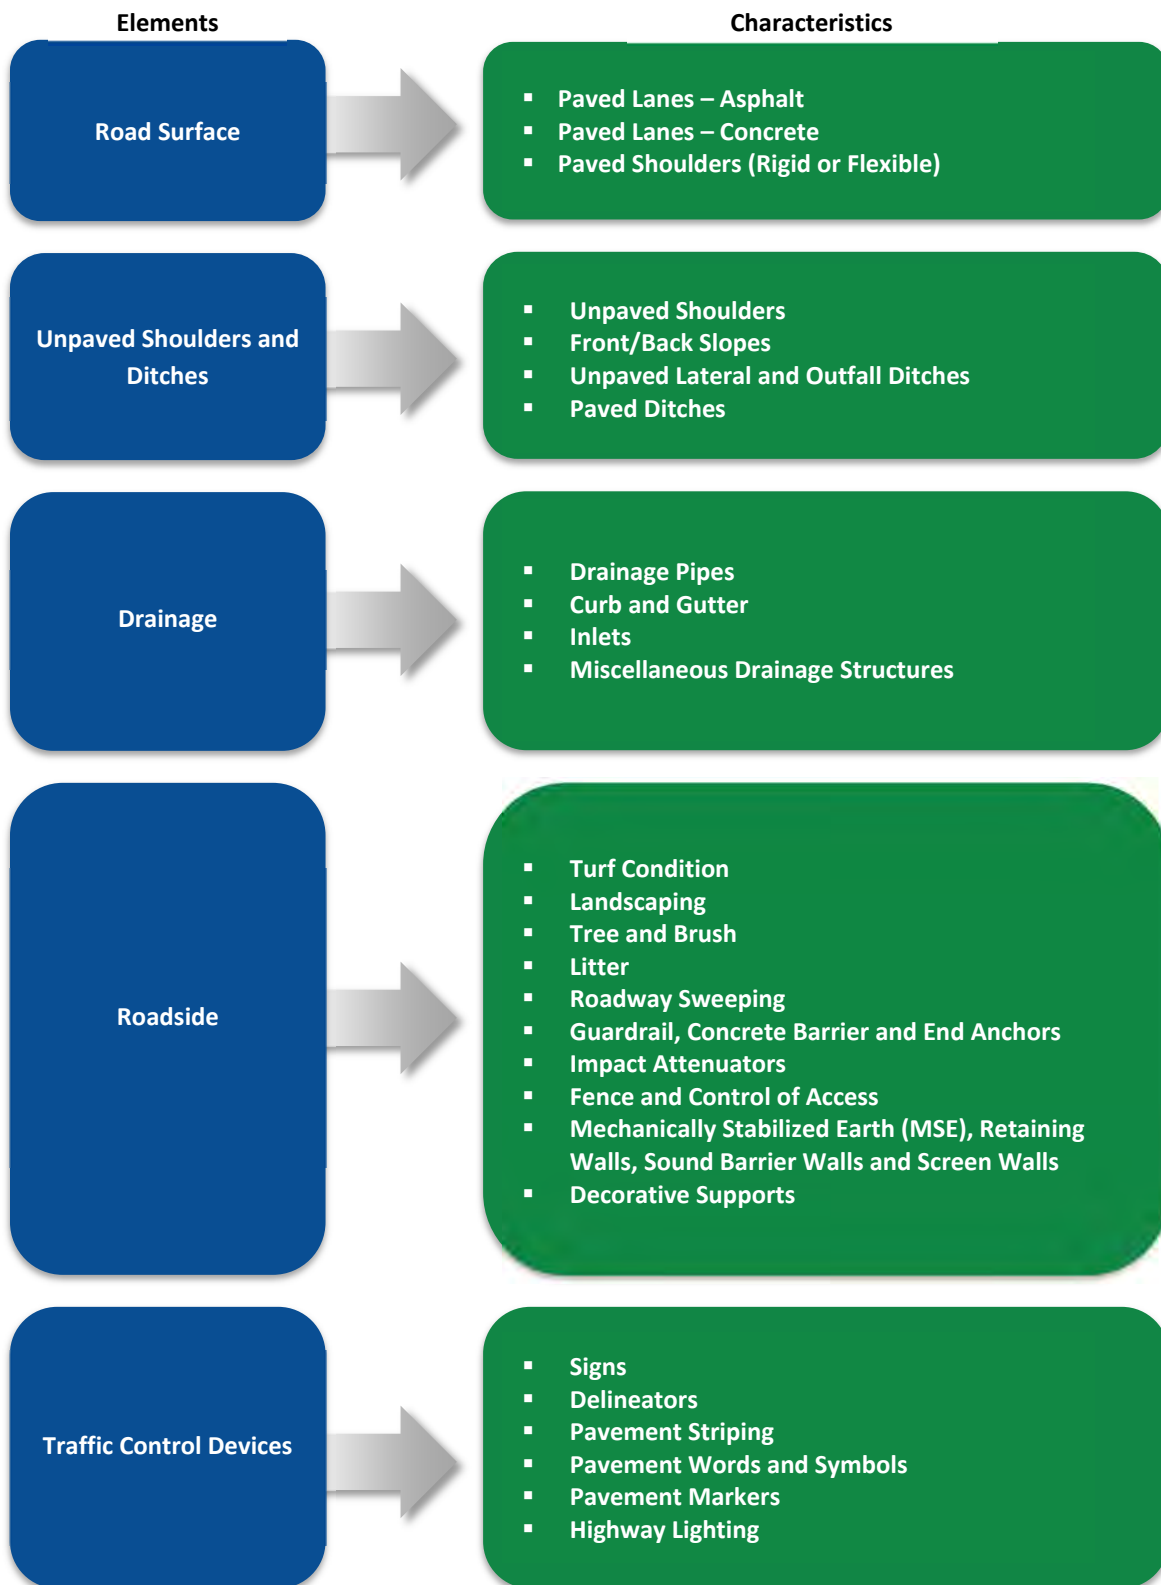 Elements
Characteristics
Road Surface
▪ Paved Lanes – Asphalt
▪ Paved Lanes – Concrete
▪ Paved Shoulders (Rigid or Flexible)
Unpaved Shoulders and
Ditches
▪ Unpaved Shoulders
▪ Front/Back Slopes
▪ Unpaved Lateral and Outfall Ditches
▪ Paved Ditches
Drainage
▪ Drainage Pipes
▪ Curb and Gutter
▪ Inlets
▪ Miscellaneous Drainage Structures
Roadside
▪ Turf Condition
▪ Landscaping
▪ Tree and Brush
▪ Litter
▪ Roadway Sweeping
▪ Guardrail, Concrete Barrier and End Anchors
▪ Impact Attenuators
▪ Fence and Control of Access
▪ Mechanically Stabilized Earth (MSE), Retaining
Walls, Sound Barrier Walls and Screen Walls
▪ Decorative Supports
Traffic Control Devices
▪ Signs
▪ Delineators
▪ Pavement Striping
▪ Pavement Words and Symbols
▪ Pavement Markers
▪ Highway Lighting